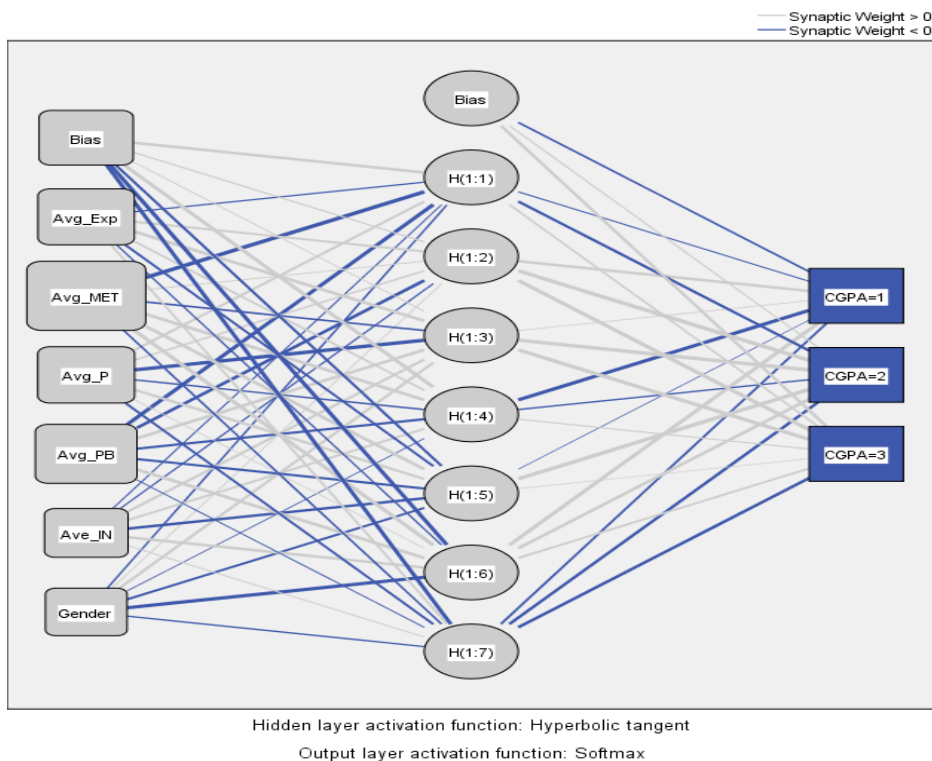 Synaptic Weight > 0
Synaptic Weight < 0
Bias
Avg_Exp
Avg_MET
Avg_P
Avg_PB
Ave_IN
Gender
Bias
H(1:1)
H(1:2)
H(1:3)
H(1:4)
H(1:5)
H(1:6)
H(1:7)
CGPA=1
CGPA=2
CGPA=3
Hidden layer activation function: Hyperbolic tangent
Output layer activation function: Softmax